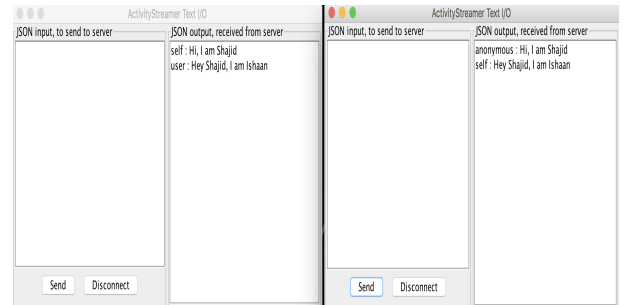 ActivityStreamer Text I/O
JSON input, to send to server
JSON output, received from server
self : Hi, I am Shajid
user : Hey Shajid, I am Ishaan
Send
Disconnect
ActivityStreamer Text I/O
JSON input, to send to server
JSON output, received from server
anonymous : Hi, I am Shajid
self : Hey Shajid, I am Ishaan
Send
Disconnect